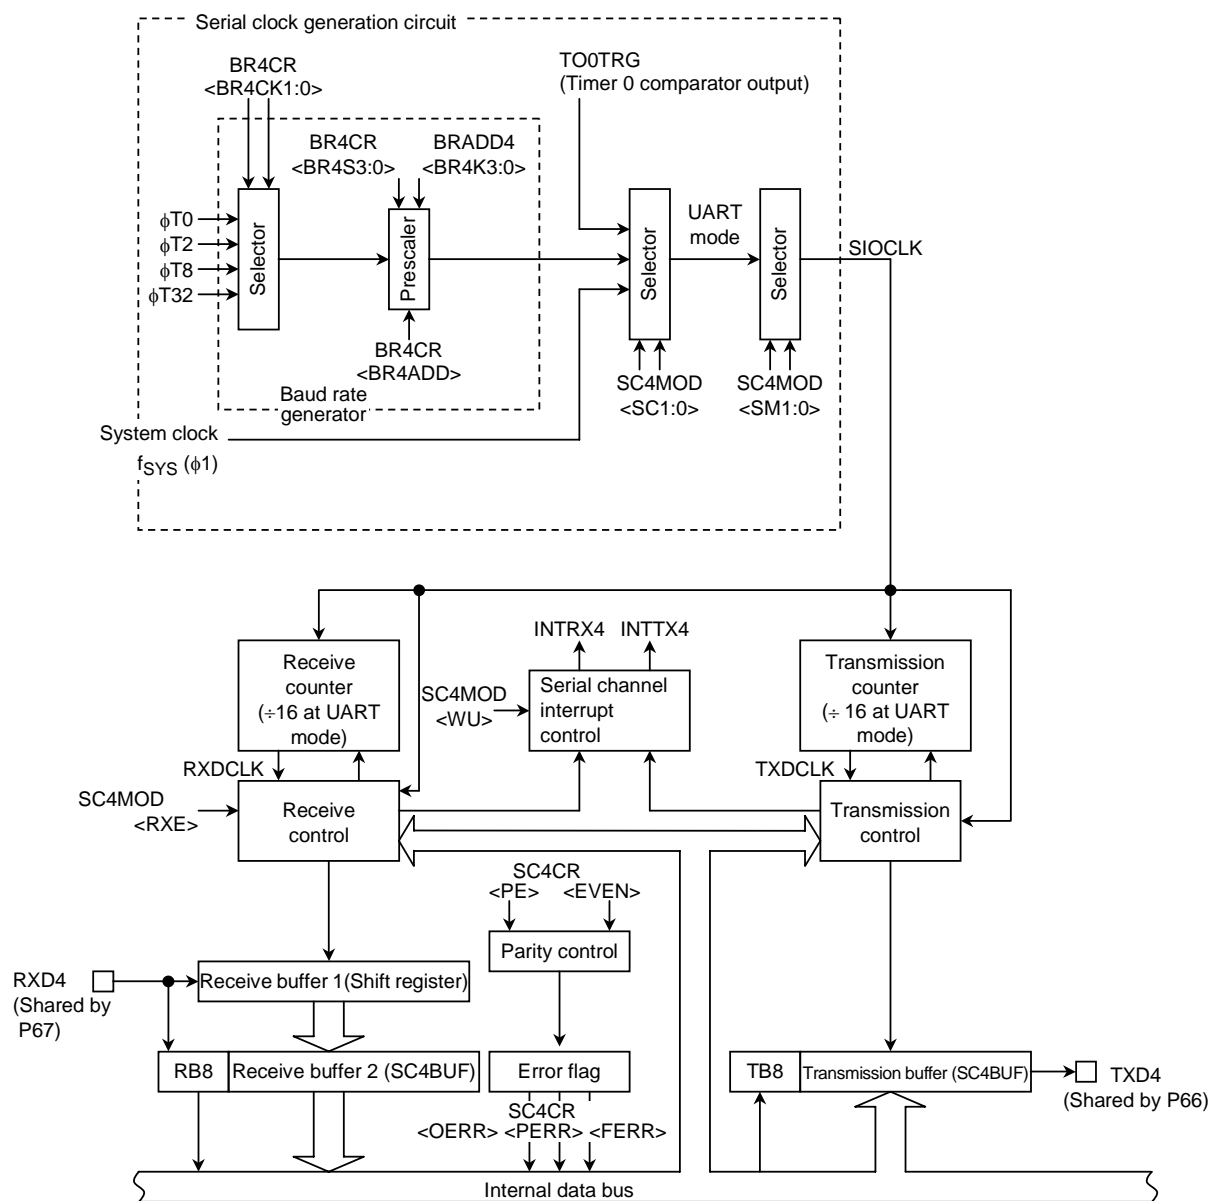 Serial clock generation circuit
BR4CR
<BR4CK1:0>
TO0TRG
(Timer 0 comparator output)
BR4CR
<BR4S3:0>
BRADD4
<BR4K3:0>
φT0
φT2
φT8
φT32
Selector
Prescaler
Selector
UART
mode
Selector
SIOCLK
BR4CR
<BR4ADD>
SC4MOD
<SC1:0>
SC4MOD
<SM1:0>
Baud rate
generator
System clock
fSYS (φ1)
INTRX4
INTTX4
Receive
counter
(÷16 at UART
mode)
SC4MOD
<WU>
Serial channel
interrupt
control
Transmission
counter
(÷ 16 at UART
mode)
RXDCLK
TXDCLK
SC4MOD
<RXE>
Receive
control
Transmission
control
SC4CR
<PE>
<EVEN>
Parity control
RXD4
(Shared by
P67)
Receive buffer 1(Shift register)
RB8
Receive buffer 2 (SC4BUF)
Error flag
TB8
Transmission buffer (SC4BUF)
TXD4
(Shared by P66)
SC4CR
<OERR>
<PERR>
<FERR>
Internal data bus